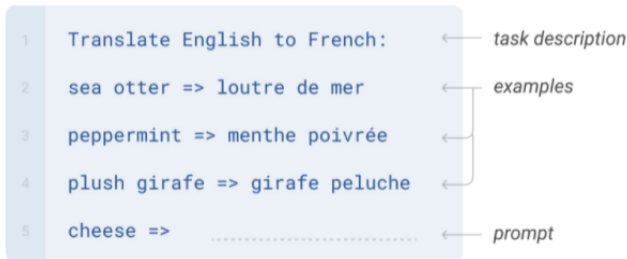 1 Translate English to French: task description
2 sea otter => loutre de mer examples
3 peppermint => menthe poivrée
4 plush girafe => girafe peluche
5 cheese => prompt